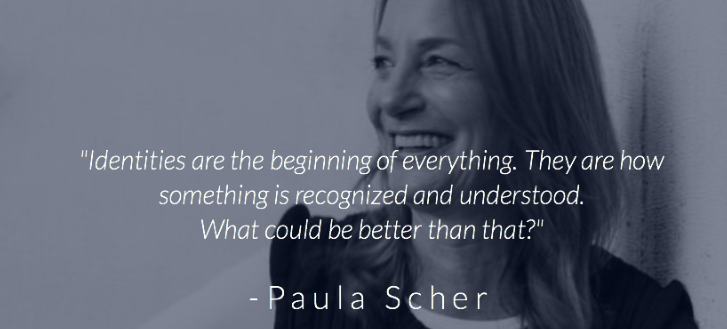 "Identities are the beginning of everything. They are how
something is recognized and understood.
What could be better than that?"
-Paula Scher